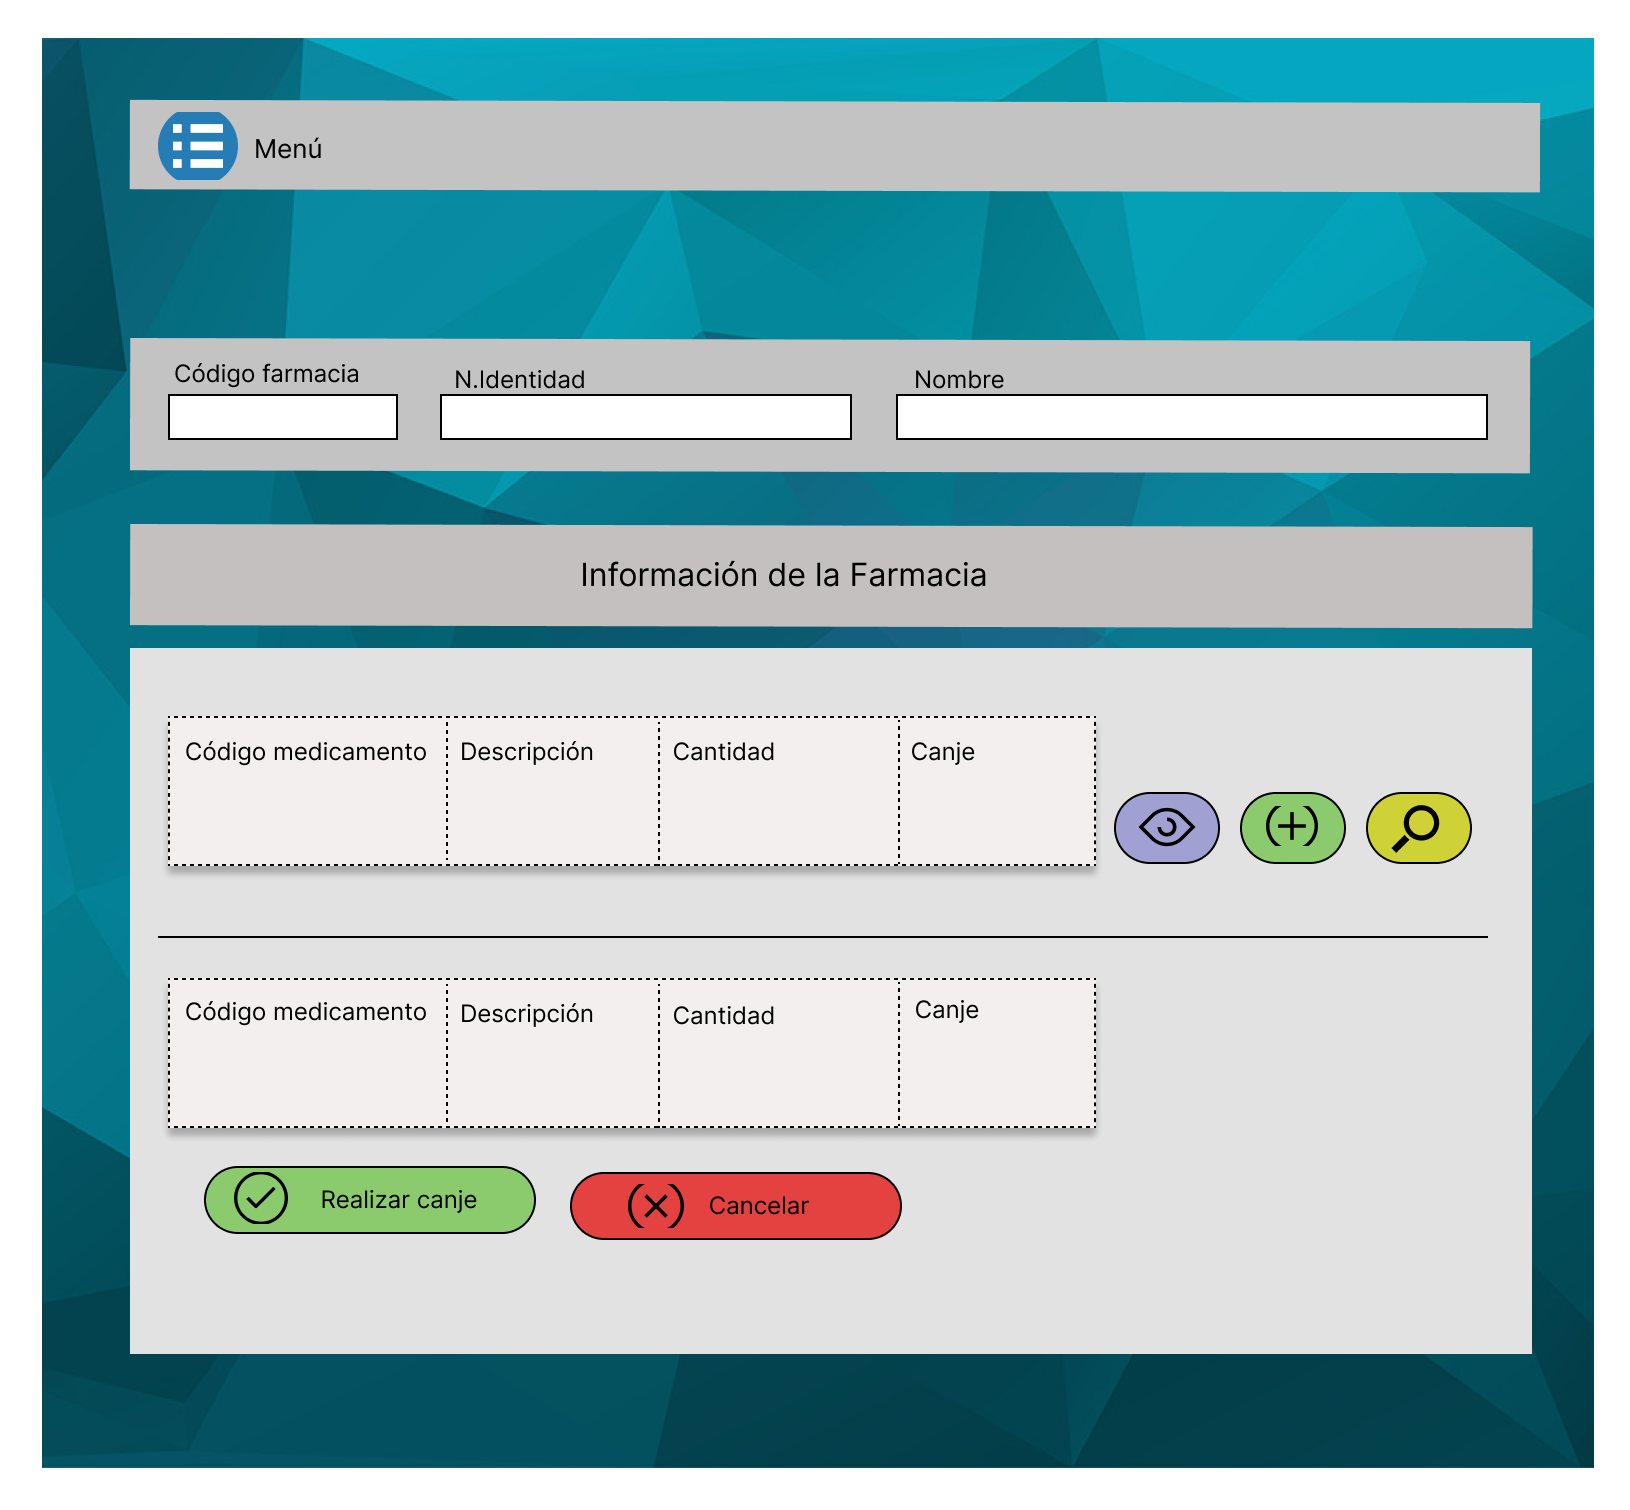 Menú
Código farmacia
N.Identidad
Nombre
Información de la Farmacia
Código medicamento
Descripción
Cantidad
Canje
Código medicamento
Descripción
Cantidad
Canje
Realizar canje
Cancelar